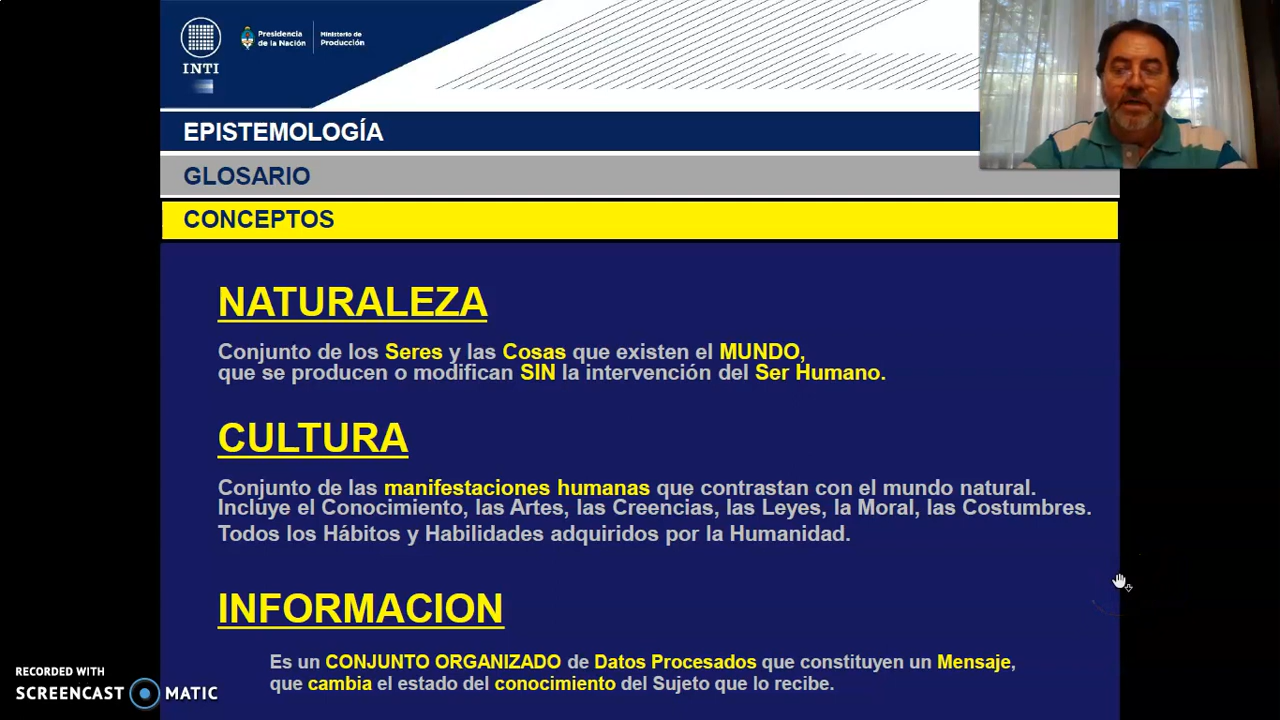 INTI
Presidencia
de la Nación
Ministerio de
Producción
EPISTEMOLOGÍA
GLOSARIO
CONCEPTOS
NATURALEZA
Conjunto de los Seres y las Cosas que existen el MUNDO,
que se producen o modifican SIN la intervención del Ser Humano.
CULTURA
Conjunto de las manifestaciones humanas que contrastan con el mundo natural.
Incluye el Conocimiento, las Artes, las Creencias, las Leyes, la Moral, las Costumbres.
Todos los Hábitos y Habilidades adquiridos por la Humanidad.
INFORMACION
Es un CONJUNTO ORGANIZADO de Datos Procesados que constituyen un Mensaje,
que cambia el estado del conocimiento del Sujeto que lo recibe.
RECORDED WITH
SCREENCAST MATIC